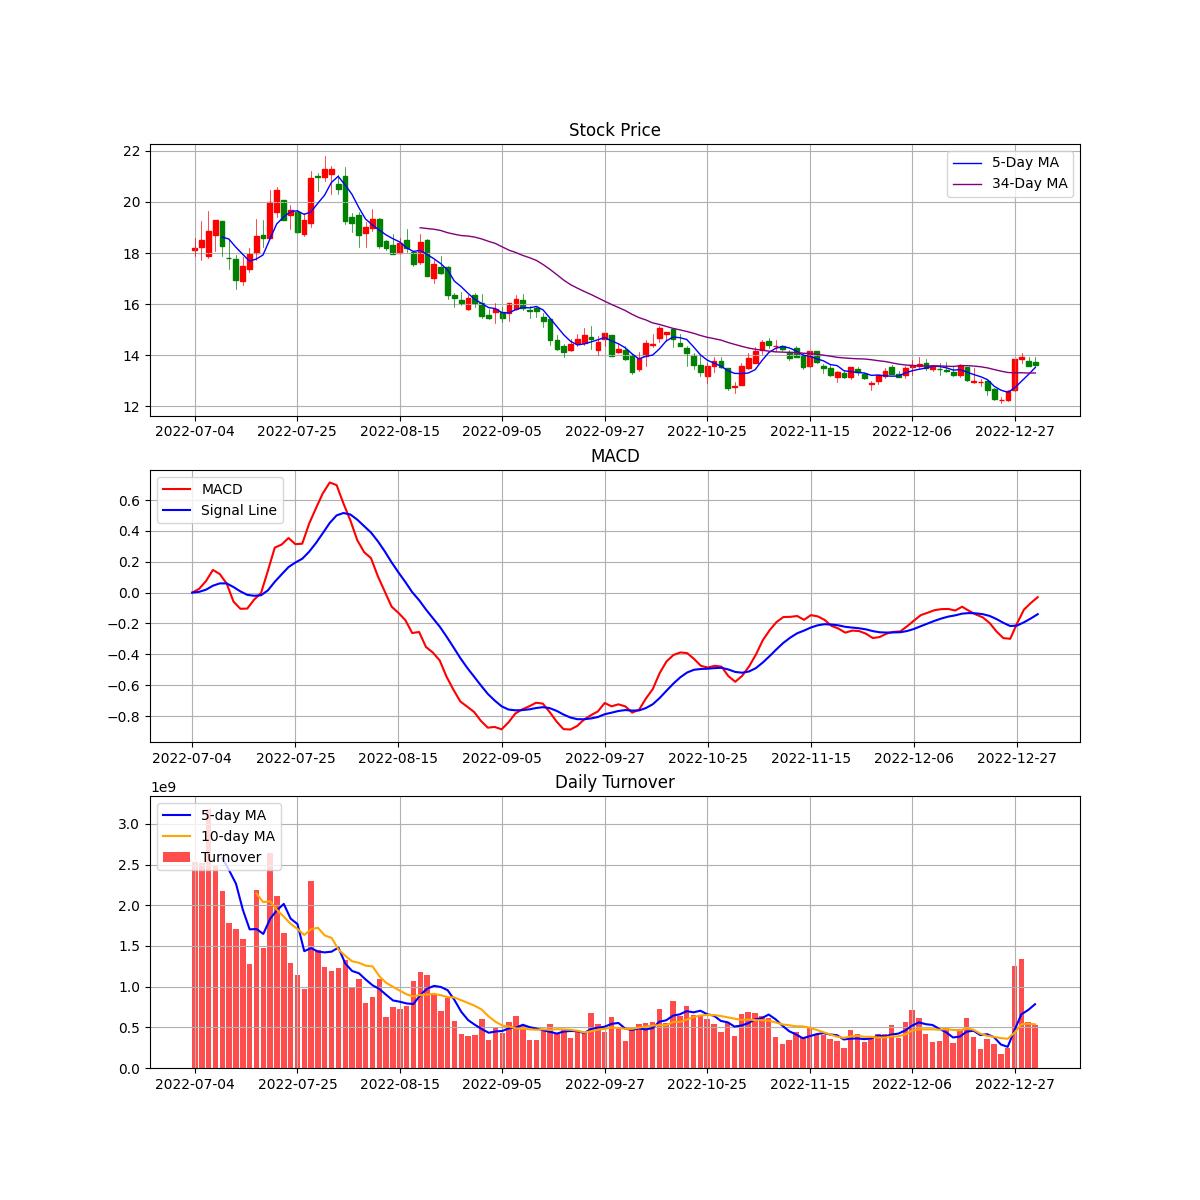 Stock Price
22
20
18
16
14
12
5-Day MA
34-Day MA
2022-07-04 2022-07-25 2022-08-15 2022-09-05 2022-09-27 2022-10-25 2022-11-15 2022-12-06 2022-12-27
MACD
0.6
0.4
0.2
0.0
−0.2
−0.4
−0.6
−0.8
MACD
Signal Line
2022-07-04 2022-07-25 2022-08-15 2022-09-05 2022-09-27 2022-10-25 2022-11-15 2022-12-06 2022-12-27
Daily Turnover
1e9
3.0
2.5
2.0
1.5
1.0
0.5
0.0
5-day MA
10-day MA
Turnover
2022-07-04 2022-07-25 2022-08-15 2022-09-05 2022-09-27 2022-10-25 2022-11-15 2022-12-06 2022-12-27